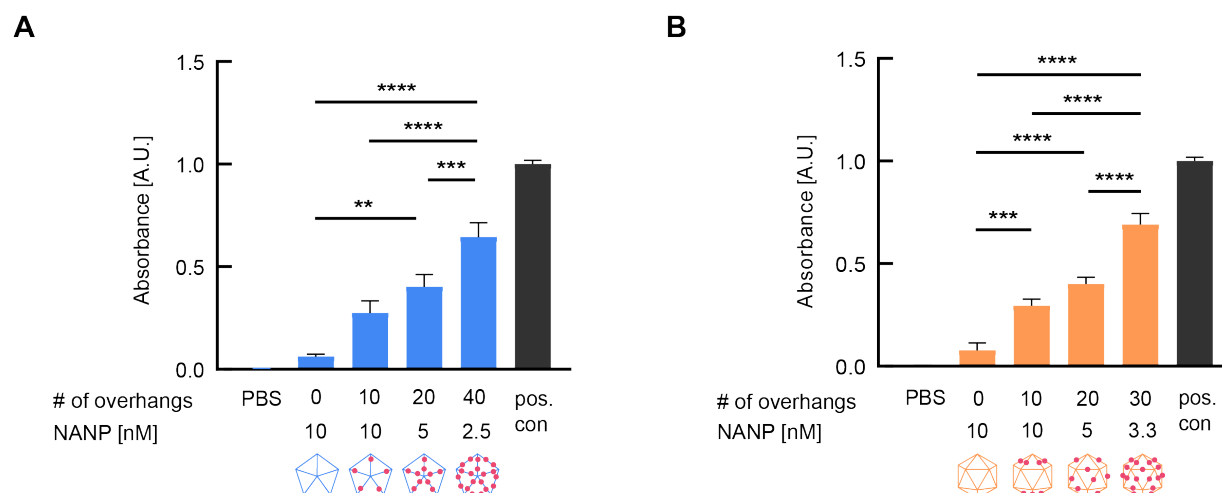 A
B
Absorbance [A.U.]
1.5
1.0
0.5
0.0
****
****
***
**
# of overhangs PBS 0 10 20 40 pos. con
NANP [nM] 10 10 5 2.5
Absorbance [A.U.]
1.5
1.0
0.5
0.0
****
****
****
****
***
# of overhangs PBS 0 10 20 30 pos. con
NANP [nM] 10 10 5 3.3